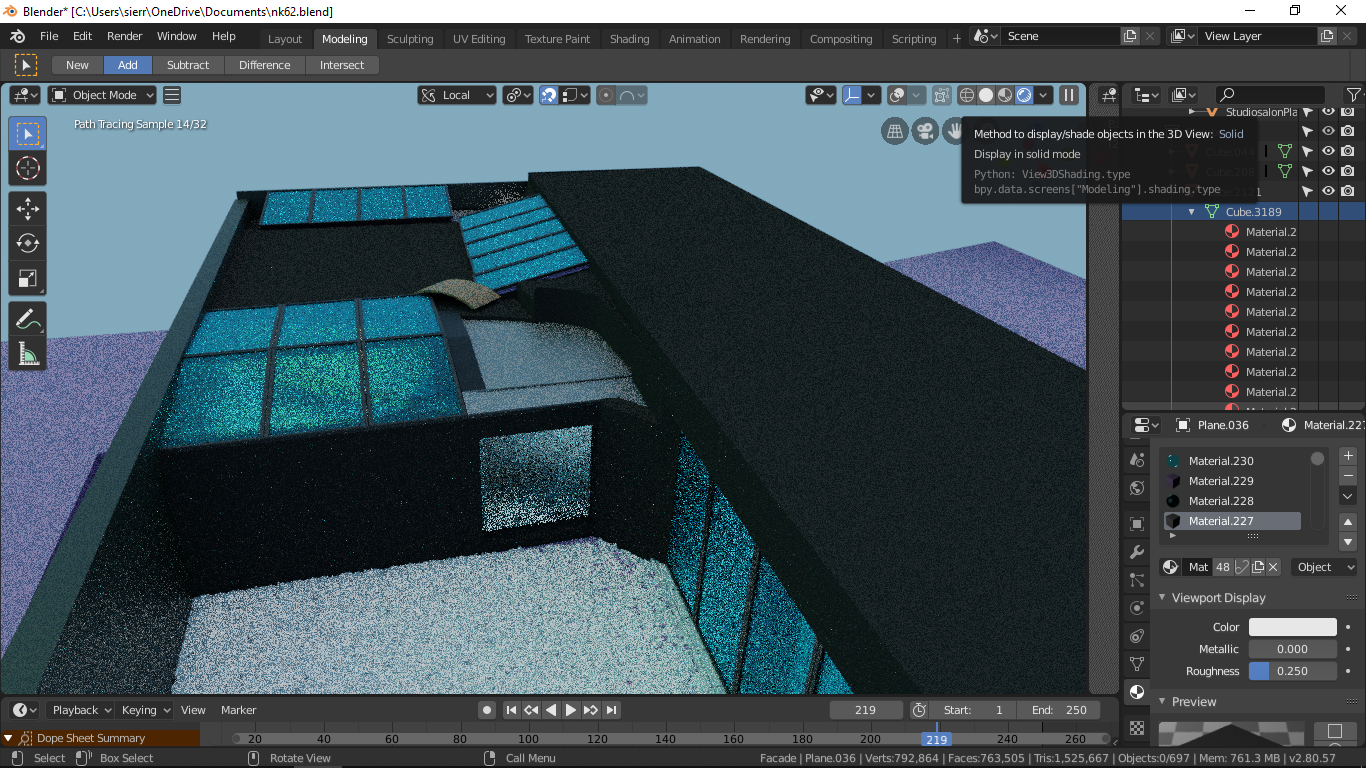 Blender* [C:\Users\sierr\OneDrive\Documents\nk62.blend]
File Edit Render Window Help Layout Modeling Sculpting UV Editing Texture Paint Shading Animation Rendering Compositing Scripting + Scene View Layer
New Add Subtract Difference Intersect
Object Mode Local
Path Tracing Sample 14/32
StudiosalonPla
Method to display/shade objects in the 3D View: Solid
Display in solid mode
Python: View3DShading.type
bpy.data.screens["Modeling"].shading.type
Cube.3189
Material.2
Material.2
Material.2
Material.2
Material.2
Material.2
Material.2
Material.2
Material.2
Plane.036 Material.227
Material.230
Material.229
Material.228
Material.227
Mat 48 Object
Viewport Display
Color
Metallic 0.000
Roughness 0.250
Preview
Playback Keying View Marker 219 Start: 1 End: 250
Dope Sheet Summary 20 40 60 80 100 120 140 160 180 200 219 240 260
Select Box Select Rotate View Call Menu Facade | Plane.036 | Verts:792,864 | Faces:763,505 | Tris:1,525,667 | Objects:0/697 | Mem: 761.3 MB | v2.80.57